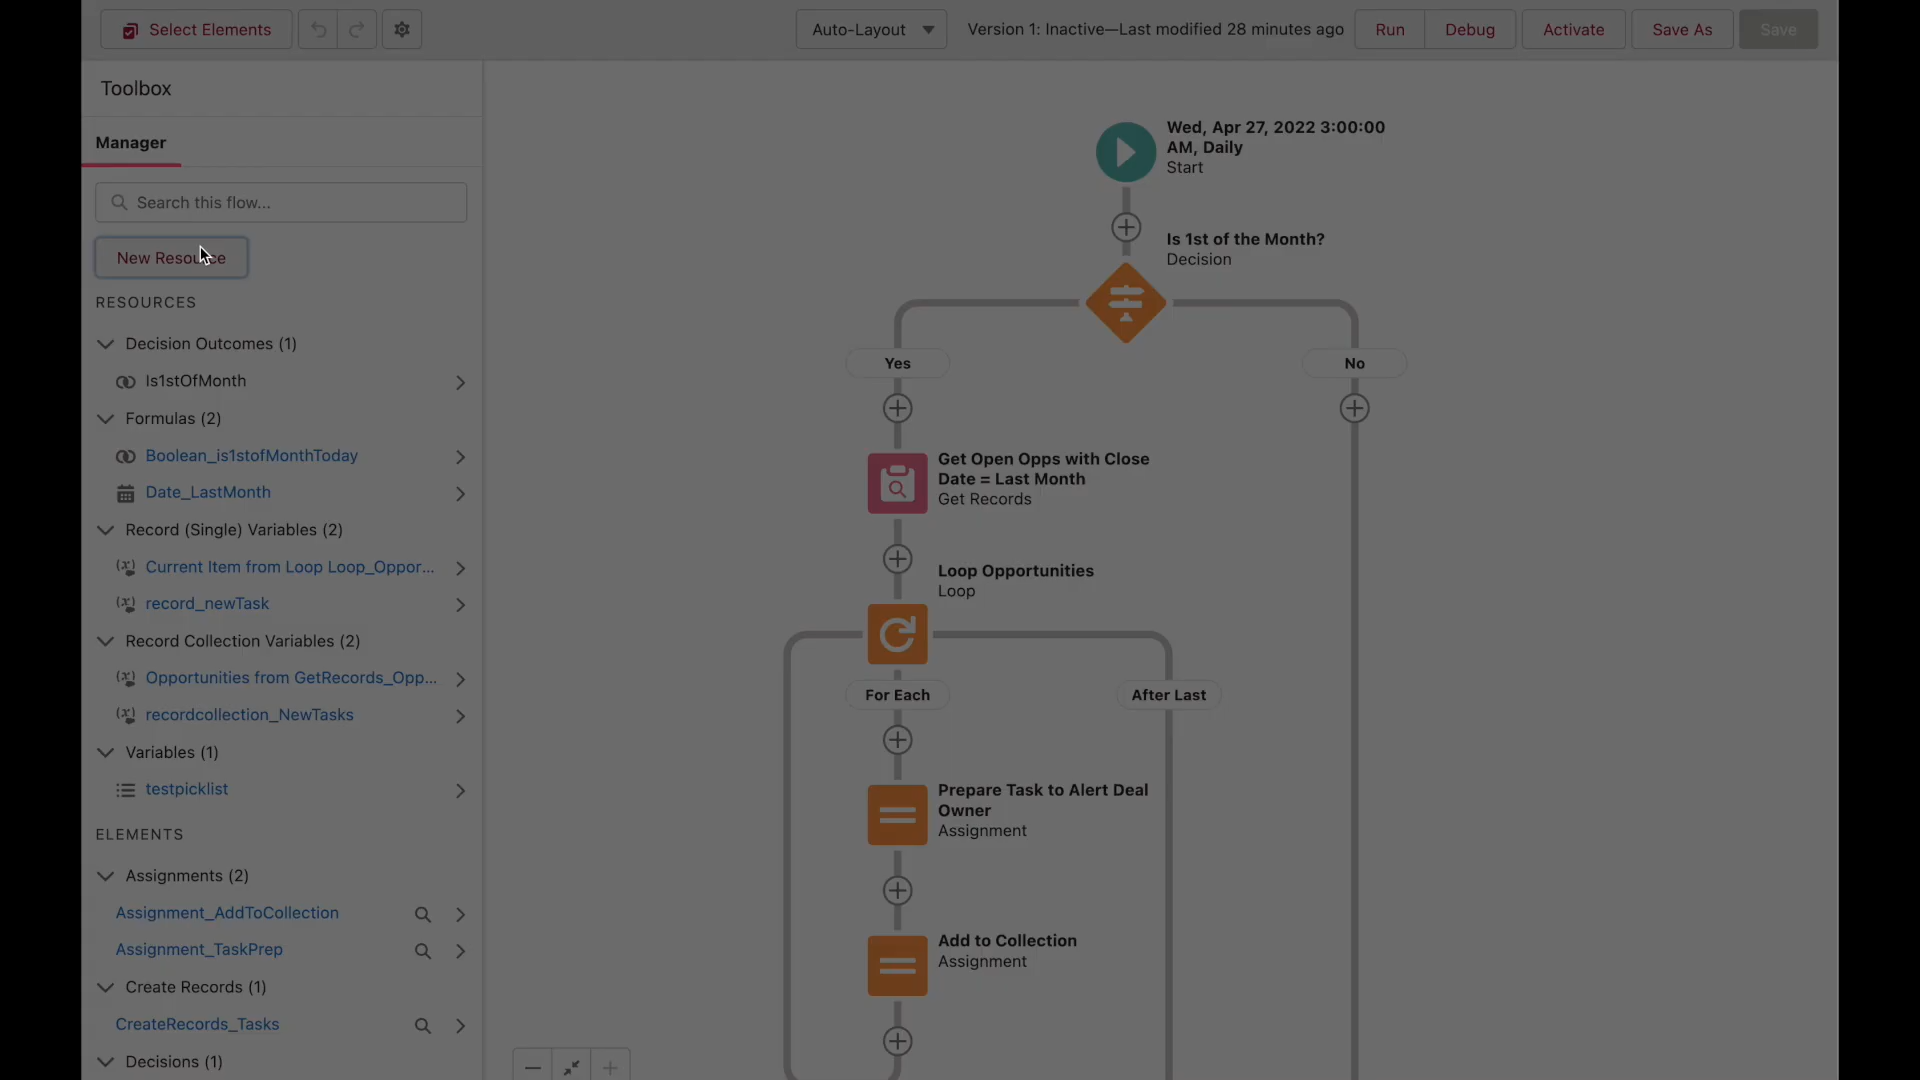 Select Elements
Auto-Layout
Version 1: Inactive—Last modified 28 minutes ago
Run
Debug
Activate
Save As
Save
Toolbox
Manager
Search this flow...
New Resource
RESOURCES
Decision Outcomes (1)
Is1stOfMonth
Formulas (2)
Boolean_is1stofMonthToday
Date_LastMonth
Record (Single) Variables (2)
Current Item from Loop Loop_Oppor...
record_newTask
Record Collection Variables (2)
Opportunities from GetRecords_Opp...
recordcollection_NewTasks
Variables (1)
testpicklist
ELEMENTS
Assignments (2)
Assignment_AddToCollection
Assignment_TaskPrep
Create Records (1)
CreateRecords_Tasks
Decisions (1)
Wed, Apr 27, 2022 3:00:00
AM, Daily
Start
Is 1st of the Month?
Decision
Yes
No
Get Open Opps with Close
Date = Last Month
Get Records
Loop Opportunities
Loop
For Each
After Last
Prepare Task to Alert Deal
Owner
Assignment
Add to Collection
Assignment